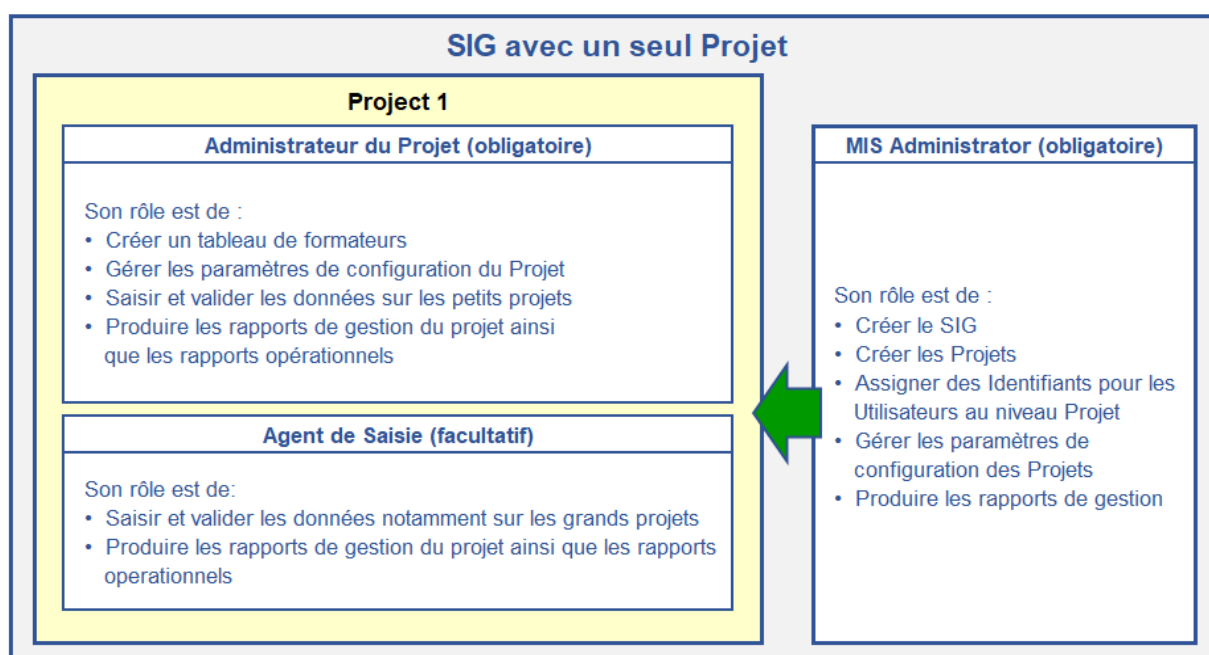 SIG avec un seul Projet
Project 1
Administrateur du Projet (obligatoire)
Son rôle est de :
• Créer un tableau de formateurs
• Gérer les paramètres de configuration du Projet
• Saisir et valider les données sur les petits projets
• Produire les rapports de gestion du projet ainsi
que les rapports opérationnels
Agent de Saisie (facultatif)
Son rôle est de:
• Saisir et valider les données notamment sur les grands projets
• Produire les rapports de gestion du projet ainsi que les rapports
operationnels
MIS Administrator (obligatoire)
Son rôle est de :
• Créer le SIG
• Créer les Projets
• Assigner des Identifiants pour les
Utilisateurs au niveau Projet
• Gérer les paramètres de
configuration des Projets
• Produire les rapports de gestion